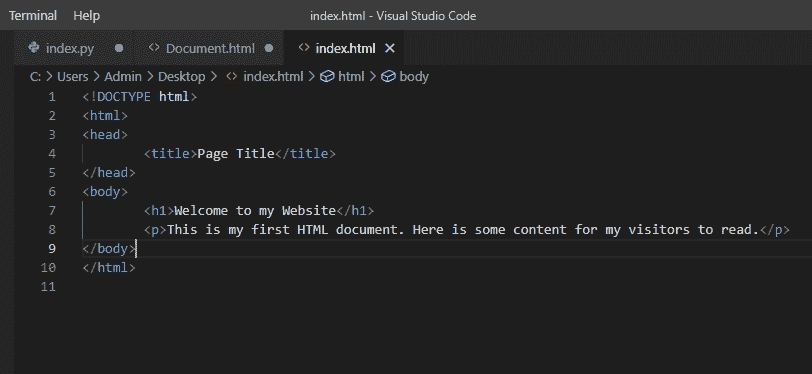 Terminal Help index.html - Visual Studio Code
index.py Document.html index.html
C: > Users > Admin > Desktop > index.html > html > body
1 <!DOCTYPE html>
2 <html>
3 <head>
4 <title>Page Title</title>
5 </head>
6 <body>
7 <h1>Welcome to my Website</h1>
8 <p>This is my first HTML document. Here is some content for my visitors to read.</p>
9 </body>
10 </html>
11